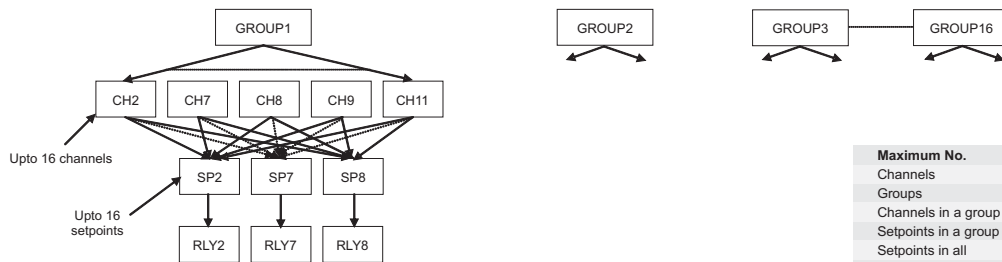 GROUP1
GROUP2
GROUP3
GROUP16
CH2
CH7
CH8
CH9
CH11
Upto 16 channels
SP2
SP7
SP8
Upto 16
setpoints
RLY2
RLY7
RLY8
Maximum No.
Channels
Groups
Channels in a group
Setpoints in a group
Setpoints in all